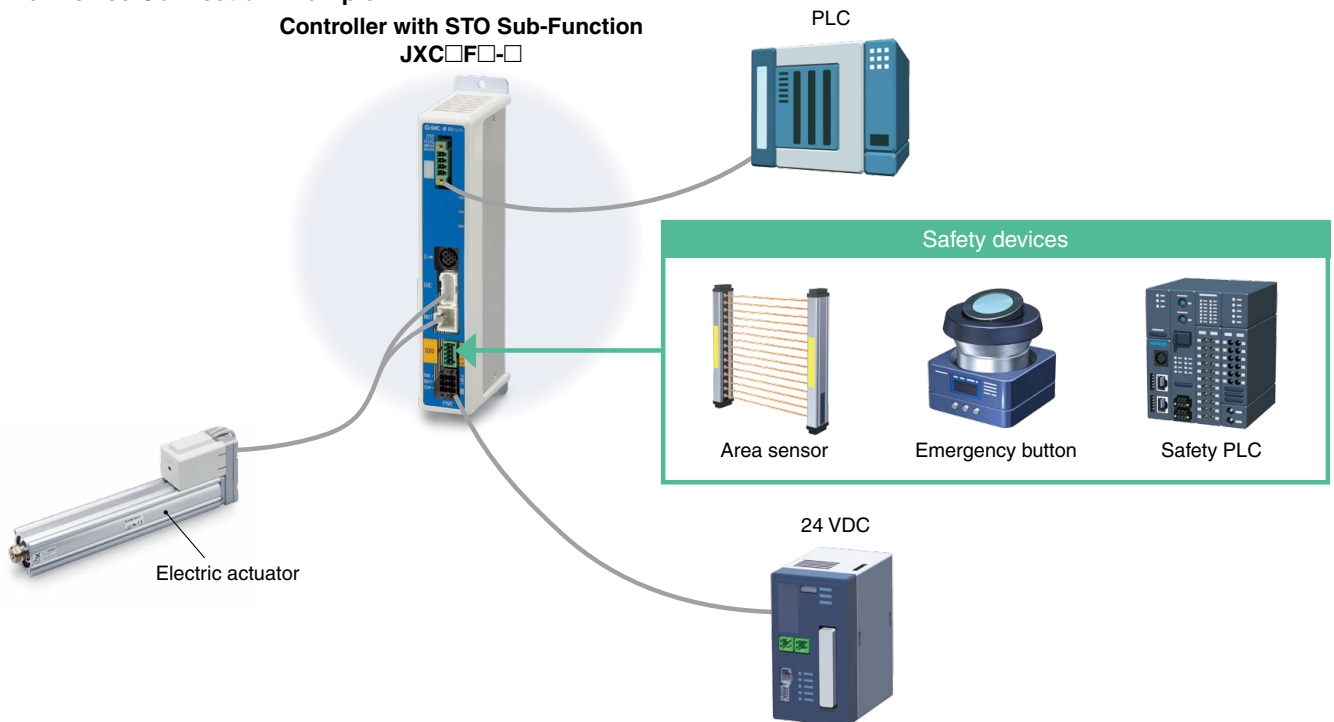 Controller with STO Sub-Function
JXC□F□-□
PLC
Safety devices
STO
Area sensor
Emergency button
Safety PLC
24 VDC
Electric actuator